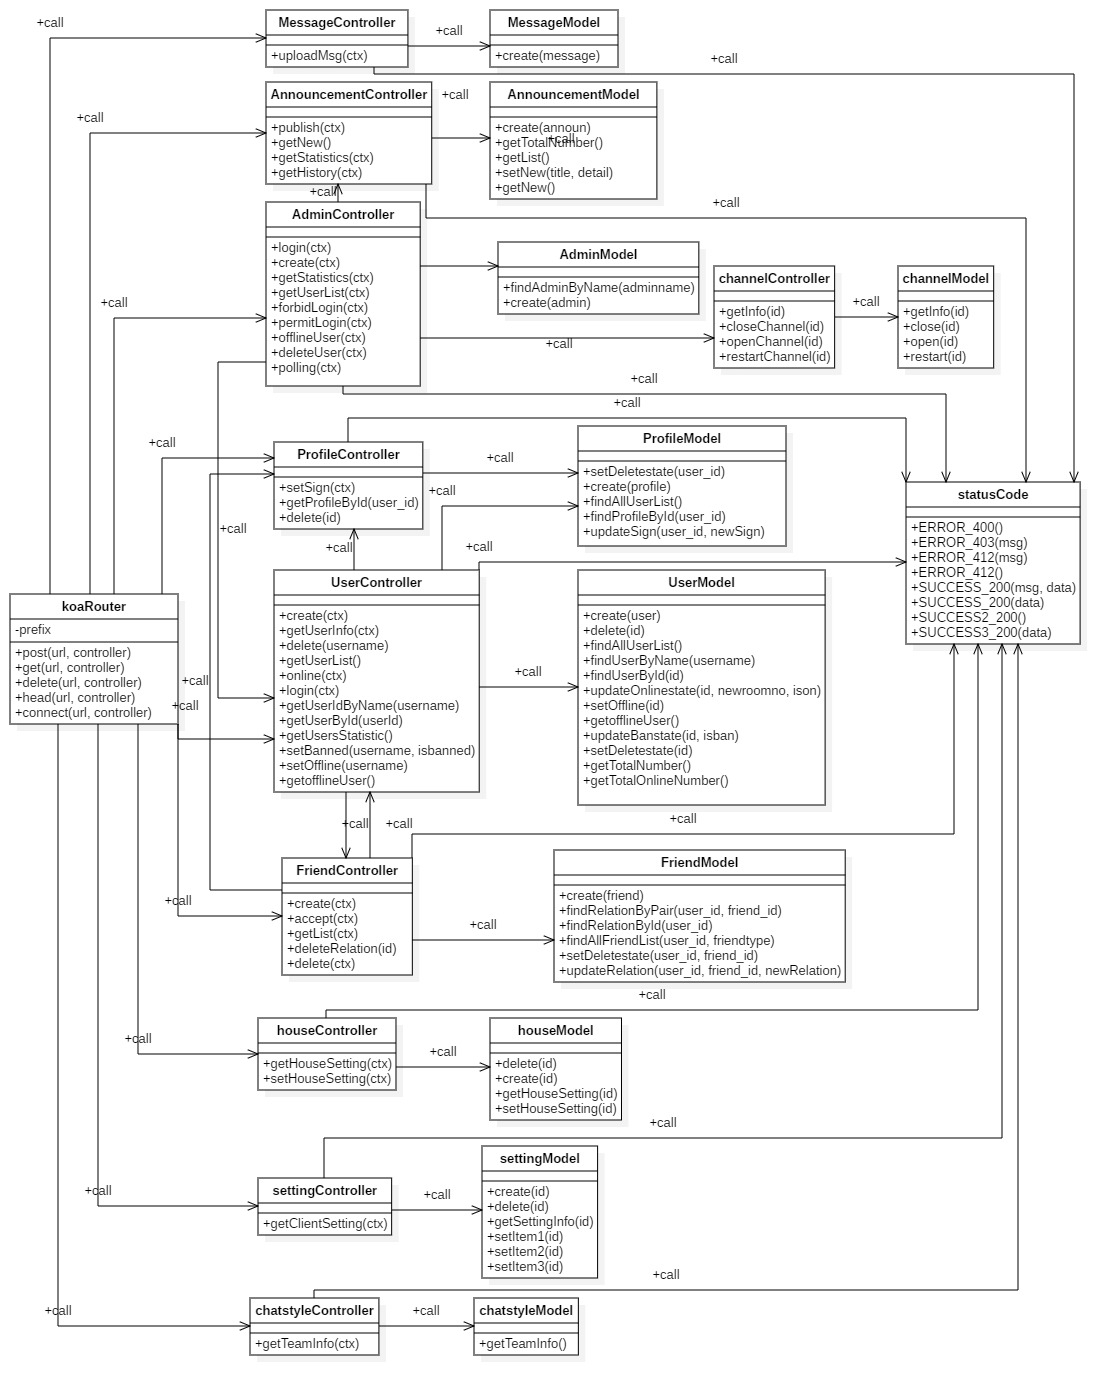 +call
MessageController
+uploadMsg(ctx)
+call
MessageModel
+create(message)
+call
+call
AnnouncementController
+publish(ctx)
+getNew()
+getStatistics(ctx)
+getHistory(ctx)
+call
AnnouncementModel
+create(announ)
+getTotalNumber()
+getList()
+setNew(title, detail)
+getNew()
+call
+call
+call
+call
AdminController
+login(ctx)
+create(ctx)
+getStatistics(ctx)
+getUserList(ctx)
+forbidLogin(ctx)
+permitLogin(ctx)
+offlineUser(ctx)
+deleteUser(ctx)
+polling(ctx)
AdminModel
+findAdminByName(adminname)
+create(admin)
+call
channelController
+getInfo(id)
+closeChannel(id)
+openChannel(id)
+restartChannel(id)
+call
channelModel
+getInfo(id)
+close(id)
+open(id)
+restart(id)
+call
+call
+call
ProfileController
+setSign(ctx)
+getProfileById(user_id)
+delete(id)
+call
+call
ProfileModel
+setDeletestate(user_id)
+create(profile)
+findAllUserList()
+findProfileById(user_id)
+updateSign(user_id, newSign)
statusCode
+ERROR_400()
+ERROR_403(msg)
+ERROR_412(msg)
+ERROR_412()
+SUCCESS_200(msg, data)
+SUCCESS_200(data)
+SUCCESS2_200()
+SUCCESS3_200(data)
+call
+call
+call
koaRouter
-prefix
+post(url, controller)
+get(url, controller)
+delete(url, controller)
+head(url, controller)
+connect(url, controller)
+call
+call
UserController
+create(ctx)
+getUserInfo(ctx)
+delete(username)
+getUserList()
+online(ctx)
+login(ctx)
+getUserIdByName(username)
+getUserById(userId)
+getUsersStatistic()
+setBanned(username, isbanned)
+setOffline(username)
+getofflineUser()
+call
UserModel
+create(user)
+delete(id)
+findAllUserList()
+findUserByName(username)
+findUserById(id)
+updateOnlinestate(id, newroomno, ison)
+setOffline(id)
+getofflineUser()
+updateBanstate(id, isban)
+setDeletestate(id)
+getTotalNumber()
+getTotalOnlineNumber()
+call
+call
+call
+call
FriendController
+create(ctx)
+accept(ctx)
+getList(ctx)
+deleteRelation(id)
+delete(ctx)
+call
FriendModel
+create(friend)
+findRelationByPair(user_id, friend_id)
+findRelationById(user_id)
+findAllFriendList(user_id, friendtype)
+setDeletestate(user_id, friend_id)
+updateRelation(user_id, friend_id, newRelation)
+call
+call
houseController
+getHouseSetting(ctx)
+setHouseSetting(ctx)
+call
houseModel
+delete(id)
+create(id)
+getHouseSetting(id)
+setHouseSetting(id)
+call
+call
settingController
+getClientSetting(ctx)
+call
settingModel
+create(id)
+delete(id)
+getSettingInfo(id)
+setItem1(id)
+setItem2(id)
+setItem3(id)
+call
+call
chatstyleController
+getTeamInfo(ctx)
+call
chatstyleModel
+getTeamInfo()